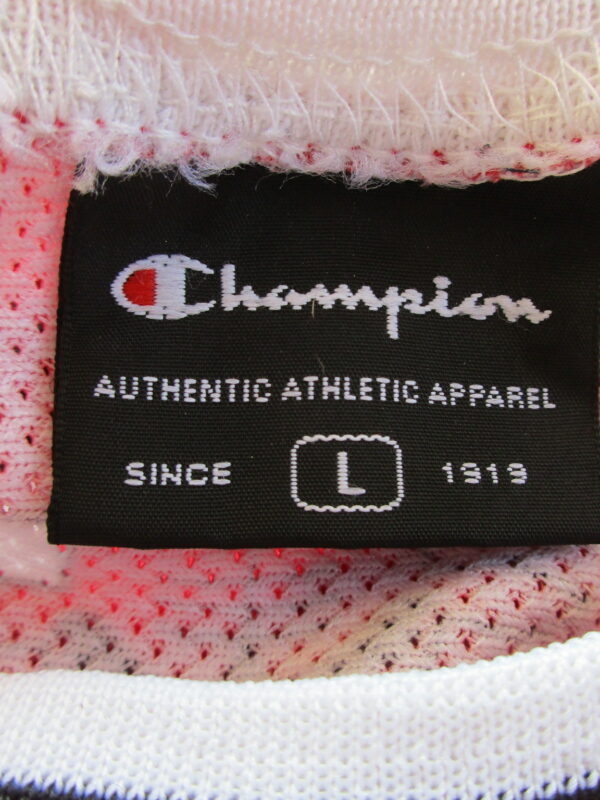 Champion
AUTHENTIC ATHLETIC APPAREL
SINCE L 1919